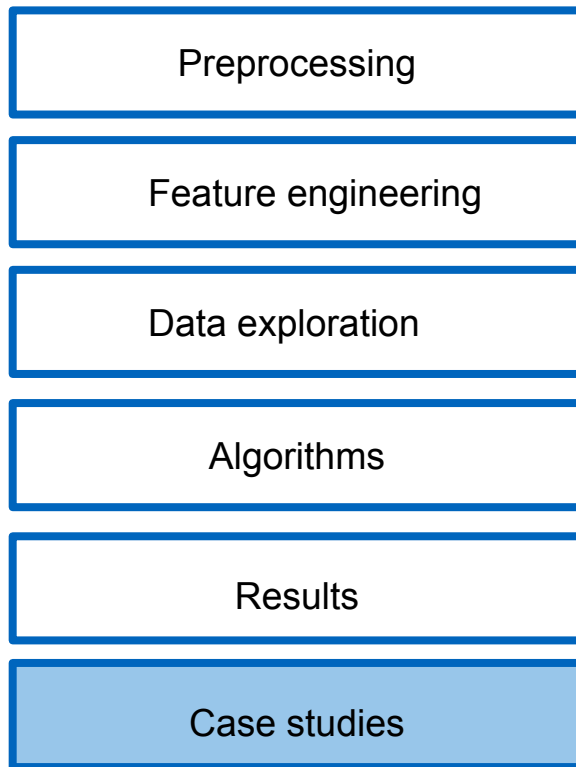 Preprocessing
Feature engineering
Data exploration
Algorithms
Results
Case studies